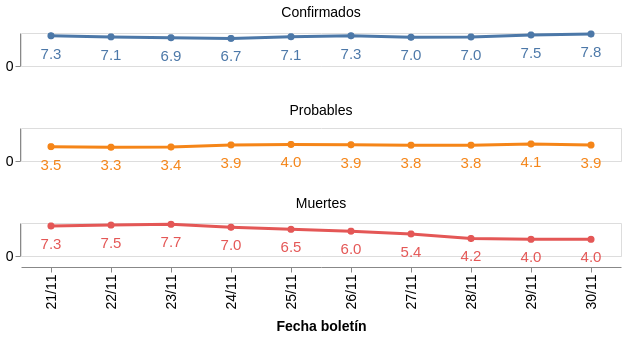 Confirmados
0
7.3 7.1 6.9 6.7 7.1 7.3 7.0 7.0 7.5 7.8
Probables
0
3.5 3.3 3.4 3.9 4.0 3.9 3.8 3.8 4.1 3.9
Muertes
7.3 7.5 7.7 7.0 6.5 6.0 5.4 4.2 4.0 4.0
0
21/11 22/11 23/11 24/11 25/11 26/11 27/11 28/11 29/11 30/11
Fecha boletín